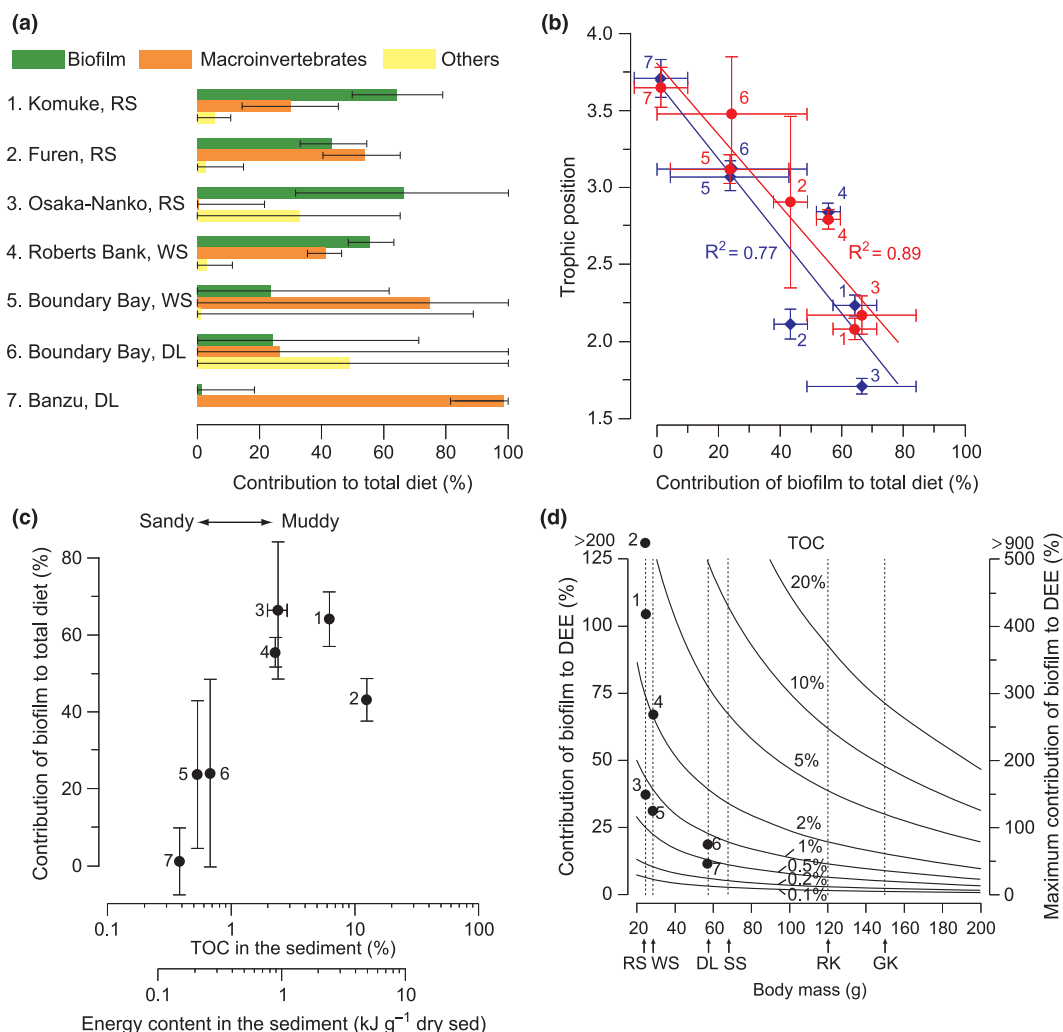 (a)
Biofilm Macroinvertebrates Others
1. Komuke, RS
2. Furen, RS
3. Osaka-Nanko, RS
4. Roberts Bank, WS
5. Boundary Bay, WS
6. Boundary Bay, DL
7. Banzu, DL
0 20 40 60 80 100
Contribution to total diet (%)
(b)
4.0
3.5
3.0
2.5
2.0
1.5
Trophic position
7
7
6
6
5
5
2
4
4
R² = 0.77
R² = 0.89
3
1
1
2
3
0 20 40 60 80 100
Contribution of biofilm to total diet (%)
(c)
Sandy Muddy
80
60
40
20
0
Contribution of biofilm to total diet (%)
3
1
4
2
5
6
7
0.1 1 10 100
TOC in the sediment (%)
0.1 1 10
Energy content in the sediment (kJ g⁻¹ dry sed)
(d)
>200
125
100
75
50
25
0
Contribution of biofilm to DEE (%)
TOC
2
1
4
3
5
6
7
20%
10%
5%
2%
1%
0.5%
0.2%
0.1%
>900
500
400
300
200
100
0
Maximum contribution of biofilm to DEE (%)
20 40 60 80 100 120 140 160 200
RS WS DL SS RK GK
Body mass (g)